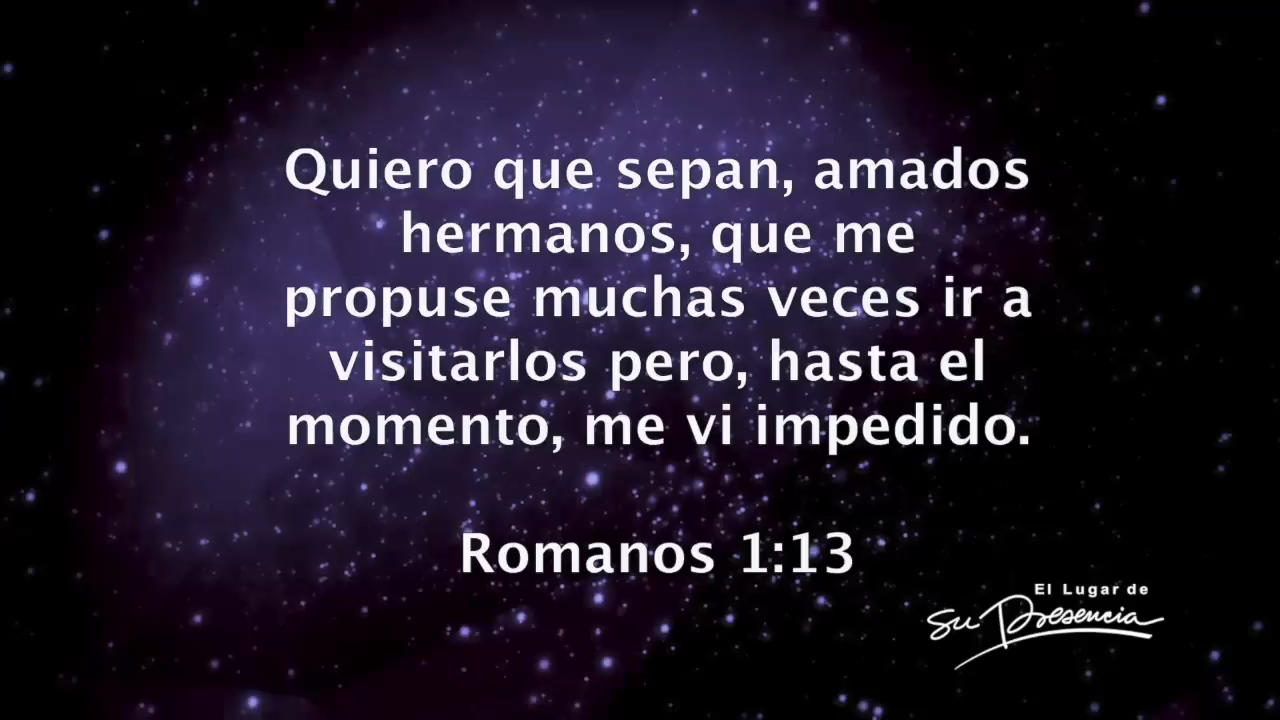 Quiero que sepan, amados
hermanos, que me
propuse muchas veces ir a
visitarlos pero, hasta el
momento, me vi impedido.
Romanos 1:13
El Lugar de
Su Presencia